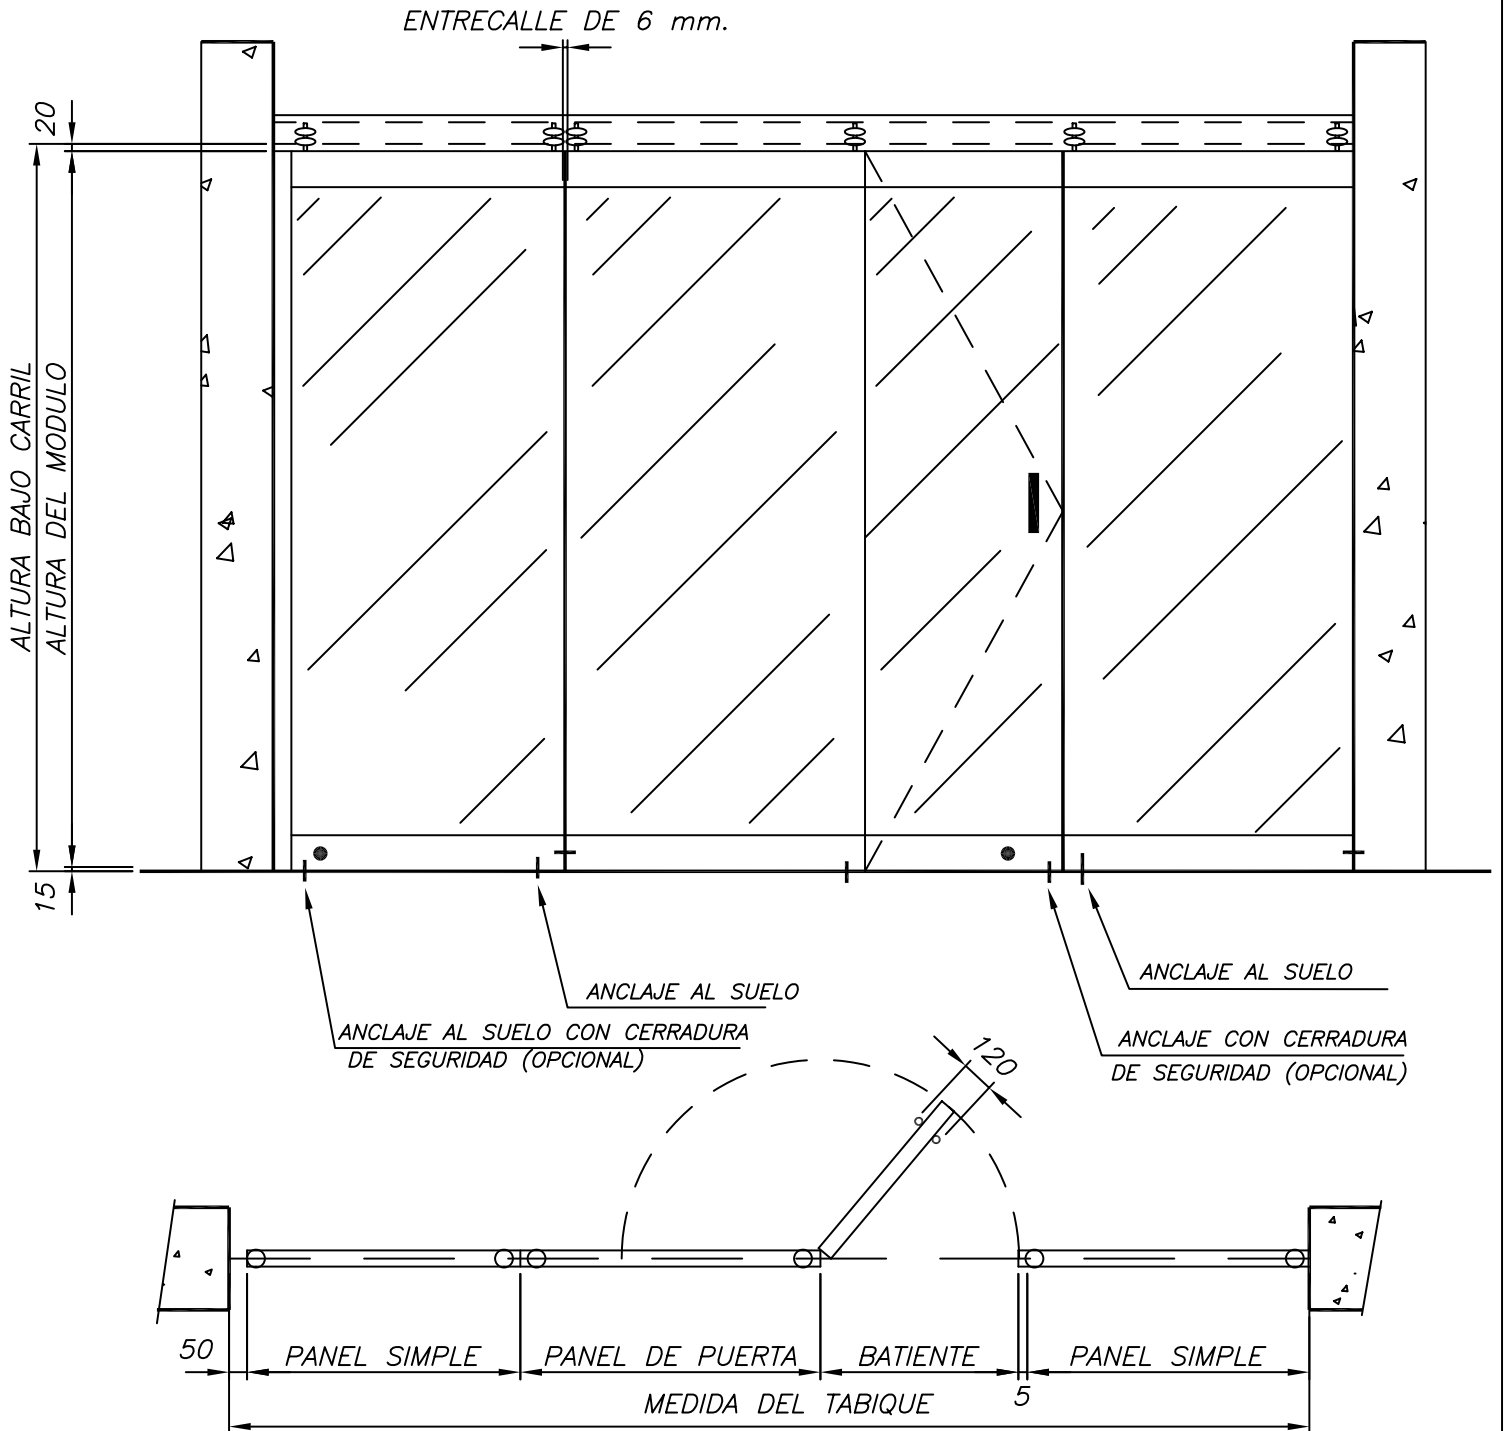 ENTRECALLE DE 6 mm.
20
ALTURA BAJO CARRIL
ALTURA DEL MODULO
15
ANCLAJE AL SUELO
ANCLAJE AL SUELO
ANCLAJE AL SUELO CON CERRADURA
DE SEGURIDAD (OPCIONAL)
ANCLAJE CON CERRADURA
DE SEGURIDAD (OPCIONAL)
120
50 PANEL SIMPLE PANEL DE PUERTA BATIENTE PANEL SIMPLE
5
MEDIDA DEL TABIQUE